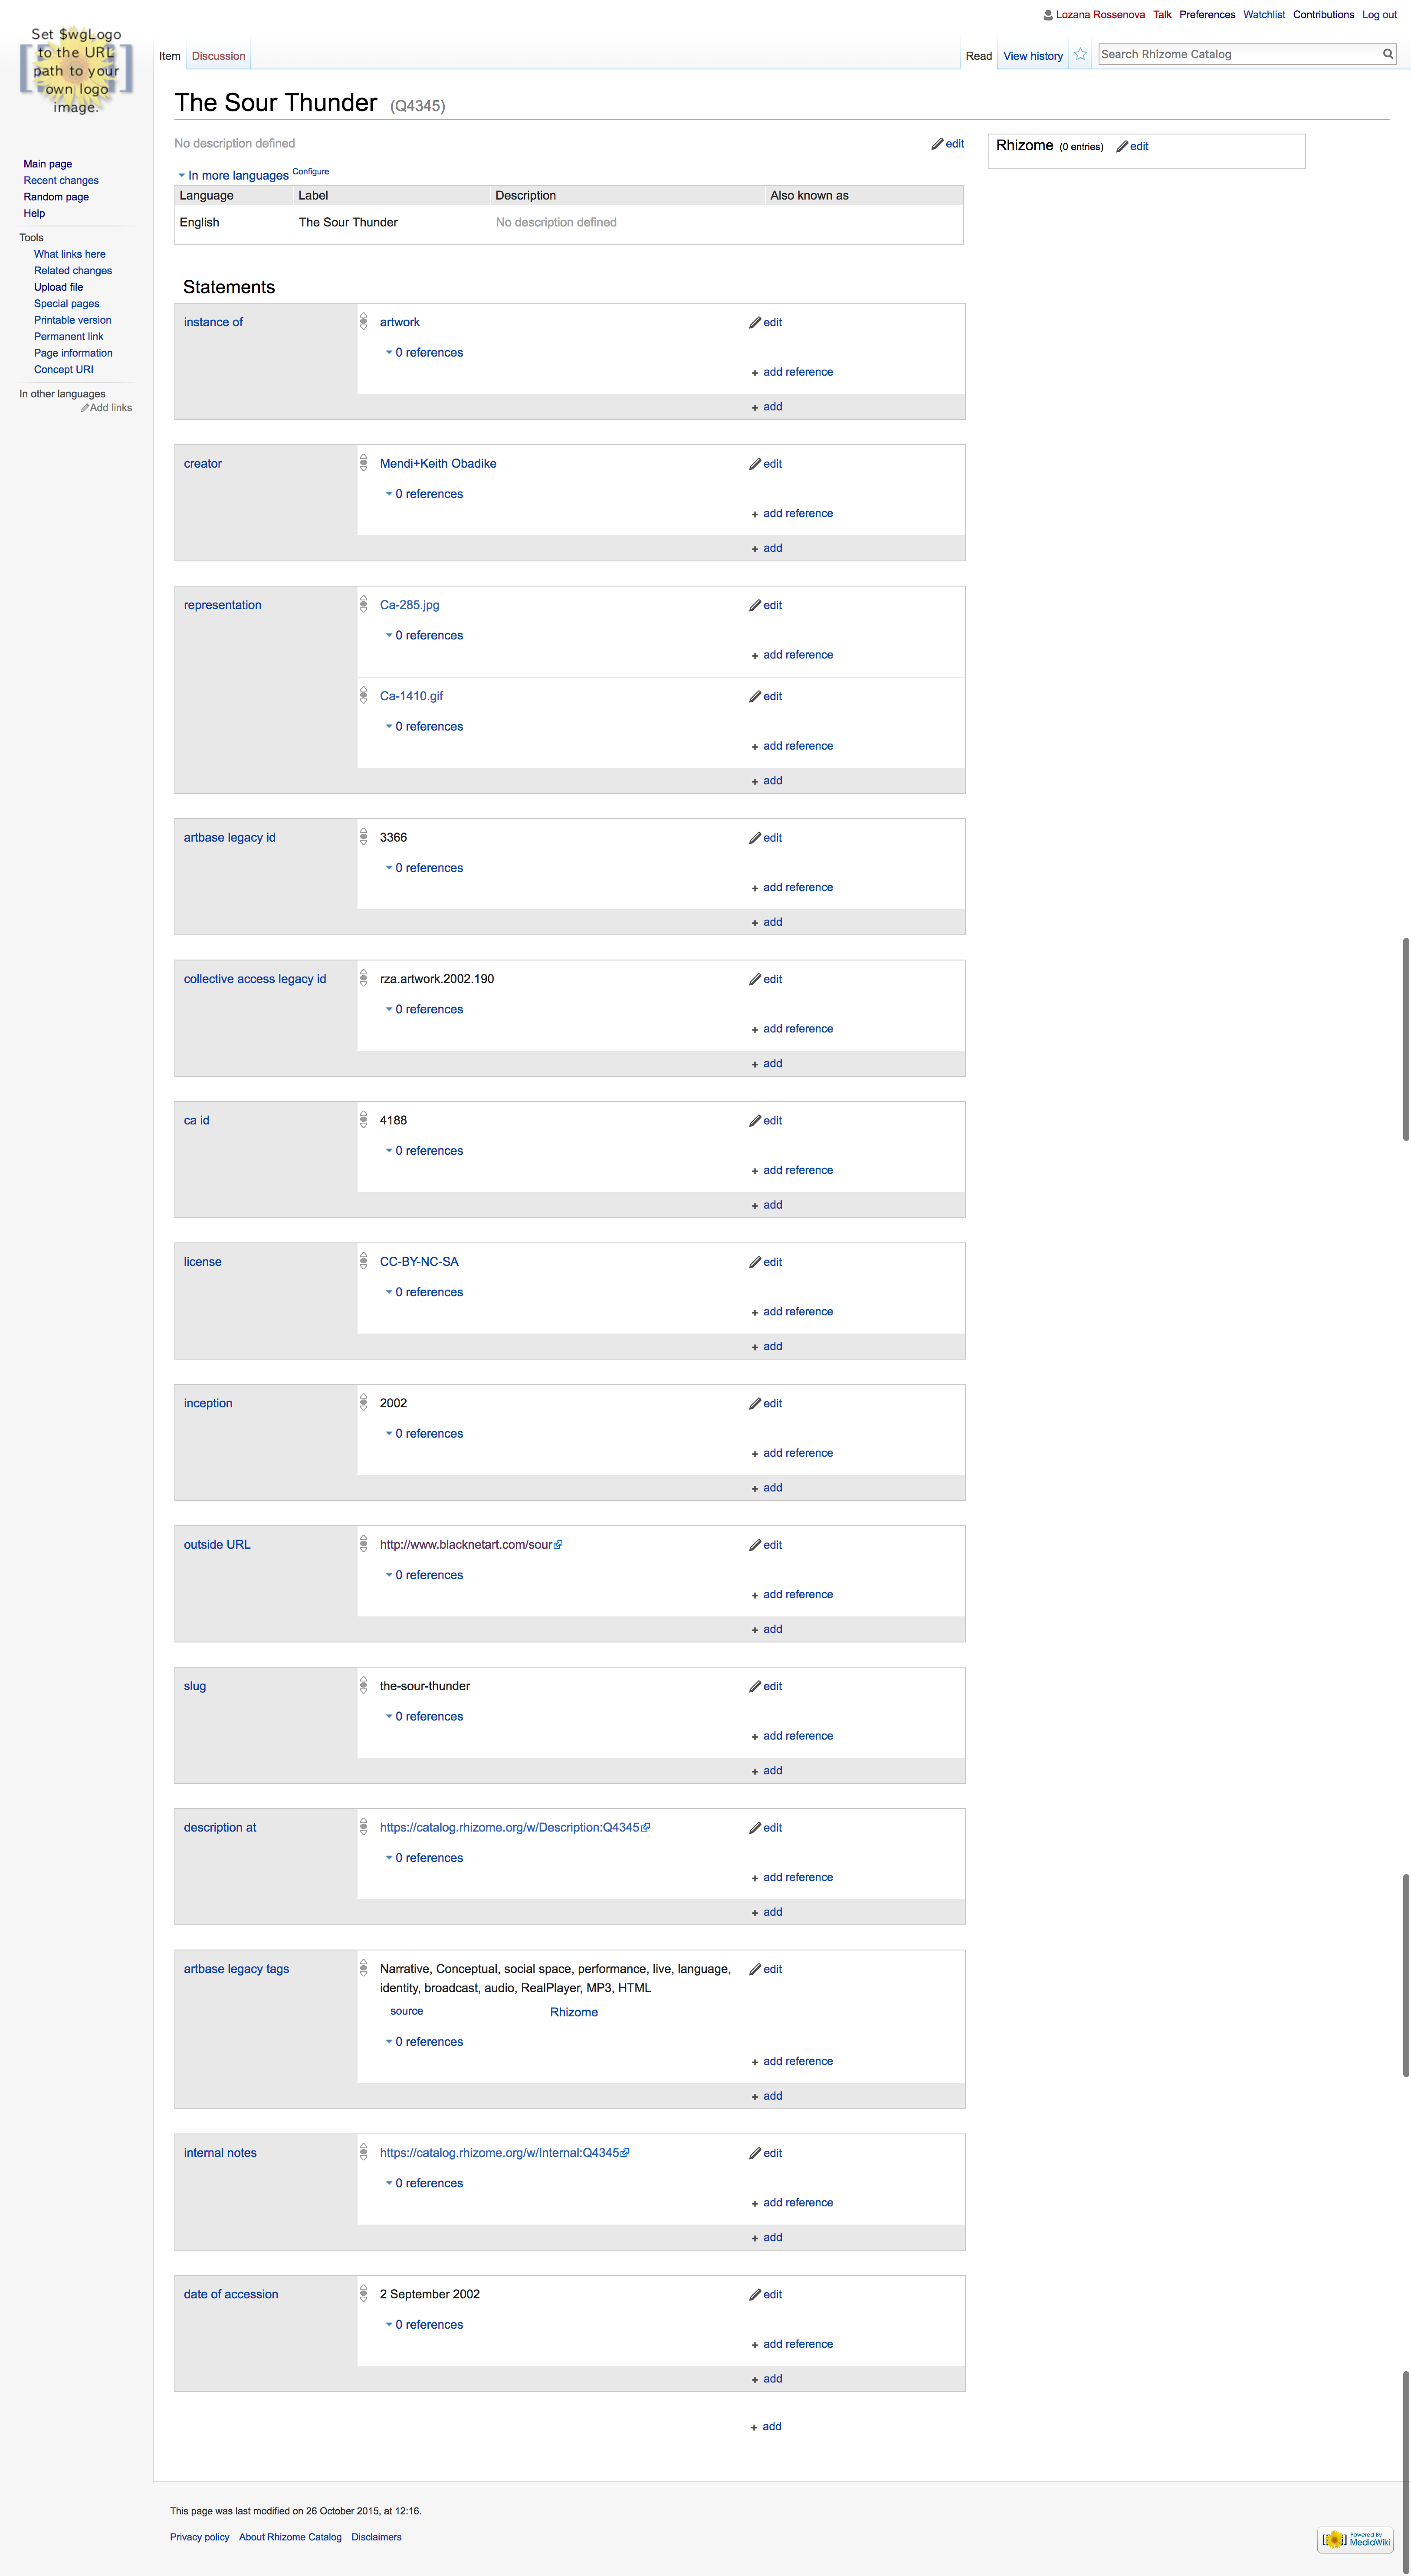 Lozana Rossenova Talk Preferences Watchlist Contributions Log out
Set $wgLogo
to the URL
path to your
own logo
image.
Item Discussion
Read View history Search Rhizome Catalog
The Sour Thunder (Q4345)
No description defined edit
Rhizome (0 entries) edit
In more languages Configure
Language Label Description Also known as
English The Sour Thunder No description defined
Main page
Recent changes
Random page
Help
Tools
What links here
Related changes
Upload file
Special pages
Printable version
Permanent link
Page information
Concept URI
In other languages
Add links
Statements
instance of artwork edit
0 references
+ add reference
+ add
creator Mendi+Keith Obadike edit
0 references
+ add reference
+ add
representation Ca-285.jpg edit
0 references
+ add reference
Ca-1410.gif edit
0 references
+ add reference
+ add
artbase legacy id 3366 edit
0 references
+ add reference
+ add
collective access legacy id rza.artwork.2002.190 edit
0 references
+ add reference
+ add
ca id 4188 edit
0 references
+ add reference
+ add
license CC-BY-NC-SA edit
0 references
+ add reference
+ add
inception 2002 edit
0 references
+ add reference
+ add
outside URL http://www.blacknetart.com/sour edit
0 references
+ add reference
+ add
slug the-sour-thunder edit
0 references
+ add reference
+ add
description at https://catalog.rhizome.org/w/Description:Q4345 edit
0 references
+ add reference
+ add
artbase legacy tags Narrative, Conceptual, social space, performance, live, language, edit
identity, broadcast, audio, RealPlayer, MP3, HTML
source Rhizome
0 references
+ add reference
+ add
internal notes https://catalog.rhizome.org/w/Internal:Q4345 edit
0 references
+ add reference
+ add
date of accession 2 September 2002 edit
0 references
+ add reference
+ add
+ add
This page was last modified on 26 October 2015, at 12:16.
Privacy policy About Rhizome Catalog Disclaimers
Powered By
MediaWiki